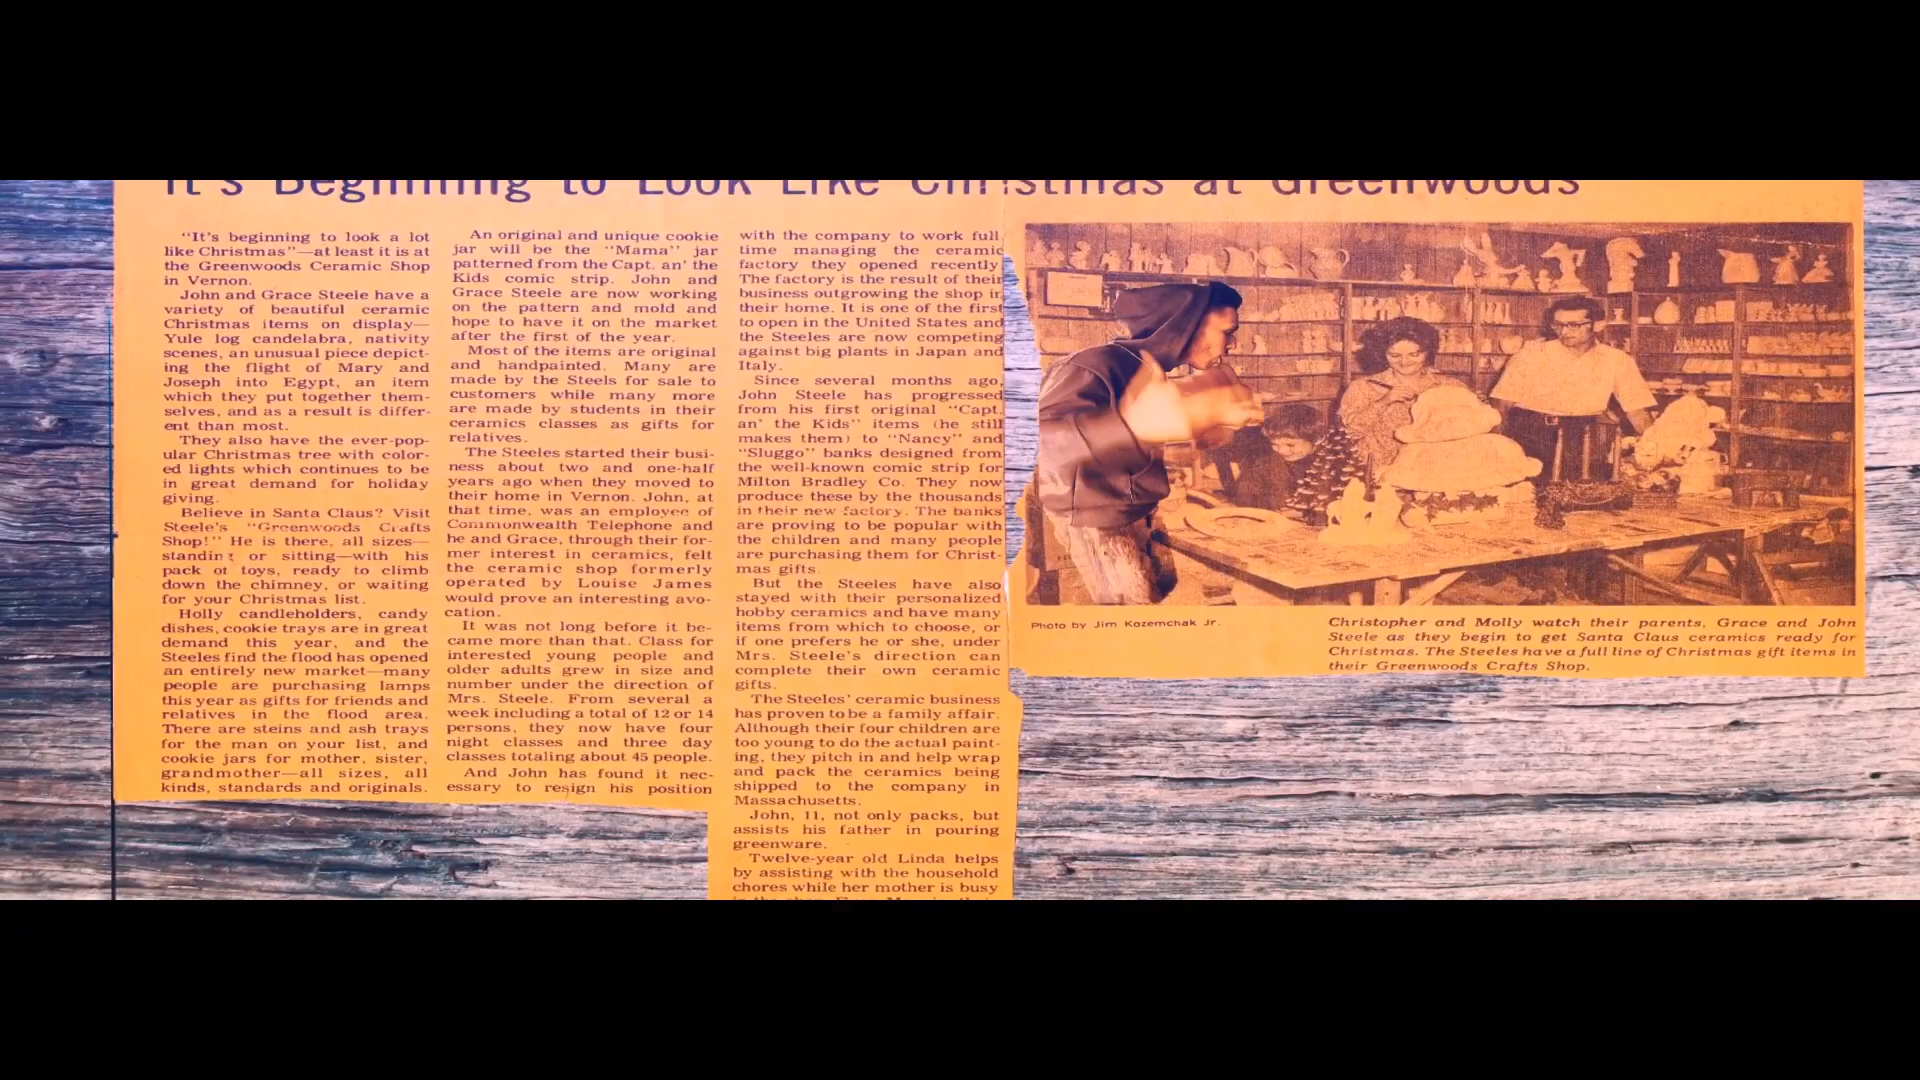 It's Beginning to Look Like Christmas at Greenwoods
"It's beginning to look a lot
like Christmas"—at least it is at
the Greenwoods Ceramic Shop
in Vernon.
John and Grace Steele have a
variety of beautiful ceramic
Christmas items on display—
Yule log candelabra, nativity
scenes, an unusual piece depict-
ing the flight of Mary and
Joseph into Egypt, an item
which they put together them-
selves, and as a result is differ-
ent than most.
They also have the ever-pop-
ular Christmas tree with color-
ed lights which continues to be
in great demand for holiday
giving.
Believe in Santa Claus? Visit
Steele's "Greenwoods Crafts
Shop!" He is there, all sizes—
standing or sitting—with his
pack of toys, ready to climb
down the chimney, or waiting
for your Christmas list.
Holly candleholders, candy
dishes, cookie trays are in great
demand this year, and the
Steeles find the flood has opened
an entirely new market—many
people are purchasing lamps
this year as gifts for friends and
relatives in the flood area.
There are steins and ash trays
for the man on your list, and
cookie jars for mother, sister,
grandmother—all sizes, all
kinds, standards and originals.
An original and unique cookie
jar will be the "Mama" jar
patterned from the Capt. an' the
Kids comic strip. John and
Grace Steele are now working
on the pattern and mold and
hope to have it on the market
after the first of the year.
Most of the items are original
and handpainted. Many are
made by the Steels for sale to
customers while many more
are made by students in their
ceramics classes as gifts for
relatives.
The Steeles started their busi-
ness about two and one-half
years ago when they moved to
their home in Vernon. John, at
that time, was an employee of
Commonwealth Telephone and
he and Grace, through their for-
mer interest in ceramics, felt
the ceramic shop formerly
operated by Louise James
would prove an interesting avo-
cation.
It was not long before it be-
came more than that. Class for
interested young people and
older adults grew in size and
number under the direction of
Mrs. Steele. From several a
week including a total of 12 or 14
persons, they now have four
night classes and three day
classes totaling about 45 people.
And John has found it nec-
essary to resign his position
with the company to work full
time managing the ceramic
factory they opened recently.
The factory is the result of their
business outgrowing the shop in
their home. It is one of the first
to open in the United States and
the Steeles are now competing
against big plants in Japan and
Italy.
Since several months ago,
John Steele has progressed
from his first original "Capt.
an' the Kids" items (he still
makes them) to "Nancy" and
"Sluggo" banks designed from
the well-known comic strip for
Milton Bradley Co. They now
produce these by the thousands
in their new factory. The banks
are proving to be popular with
the children and many people
are purchasing them for Christ-
mas gifts.
But the Steeles have also
stayed with their personalized
hobby ceramics and have many
items from which to choose, or
if one prefers he or she, under
Mrs. Steele's direction can
complete their own ceramic
gifts.
The Steeles' ceramic business
has proven to be a family affair.
Although their four children are
too young to do the actual paint-
ing, they pitch in and help wrap
and pack the ceramics being
shipped to the company in
Massachusetts.
John, 11, not only packs, but
assists his father in pouring
greenware.
Twelve-year old Linda helps
by assisting with the household
chores while her mother is busy
Photo by Jim Kozemchak Jr.
Christopher and Molly watch their parents, Grace and John
Steele as they begin to get Santa Claus ceramics ready for
Christmas. The Steeles have a full line of Christmas gift items in
their Greenwoods Crafts Shop.